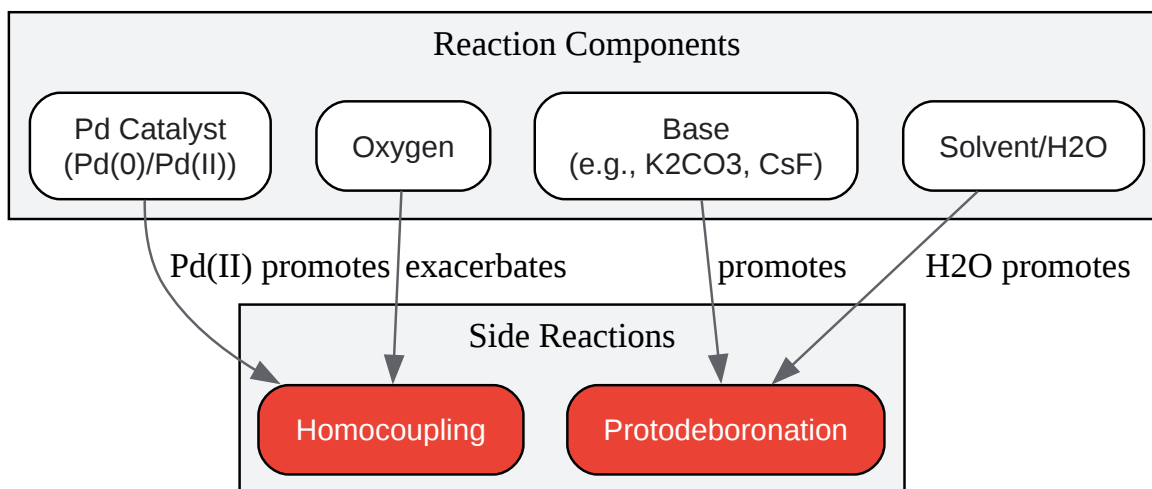 Reaction Components
Pd Catalyst
(Pd(0)/Pd(II))
Oxygen
Base
(e.g., K2CO3, CsF)
Solvent/H2O
Pd(II) promotes
exacerbates
promotes
H2O promotes
Side Reactions
Homocoupling
Protodeboronation